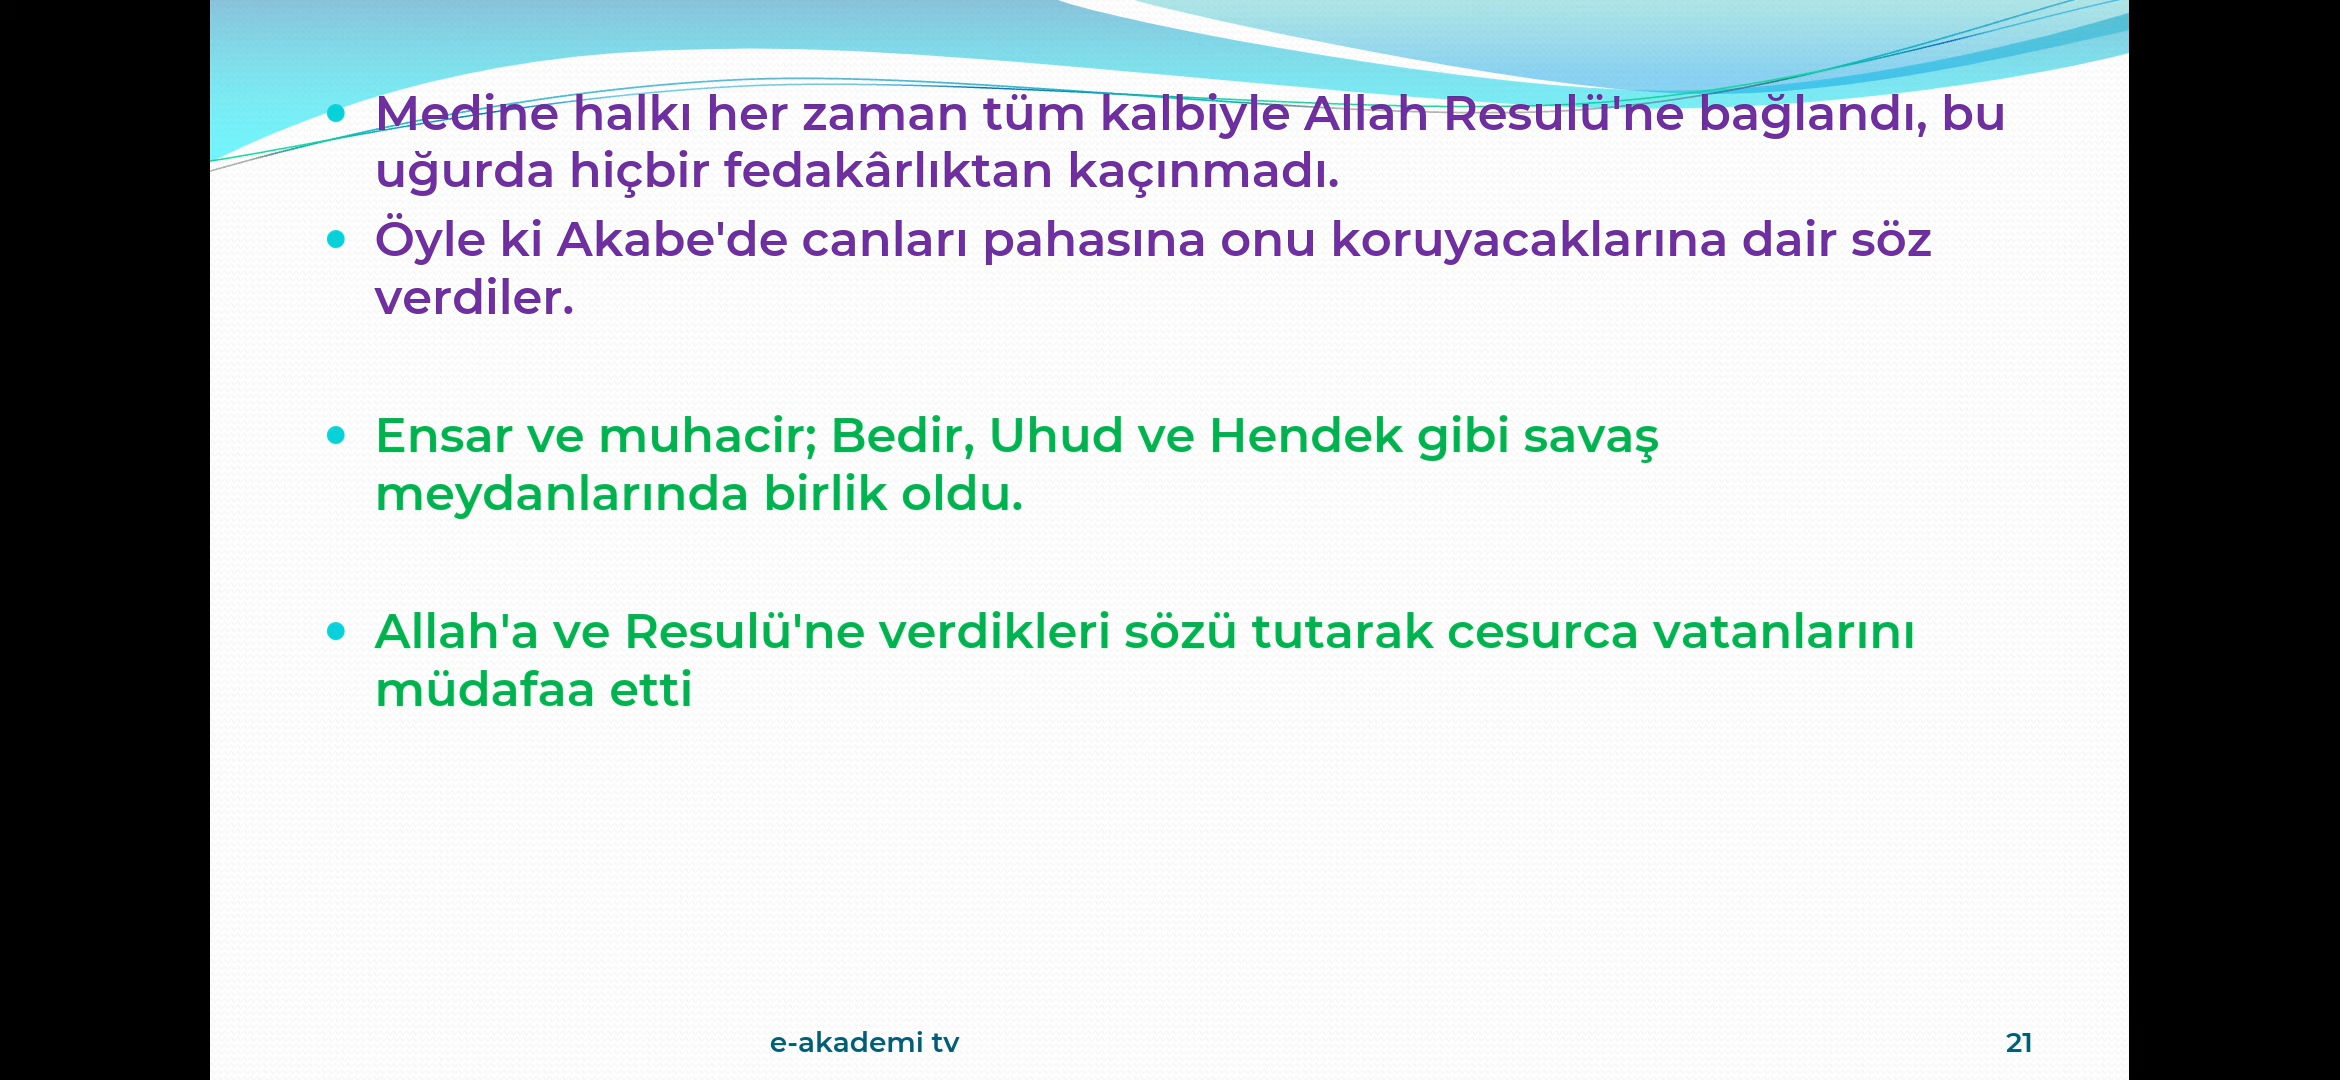 • Medine halkı her zaman tüm kalbiyle Allah Resulü'ne bağlandı, bu
uğurda hiçbir fedakârlıktan kaçınmadı.
• Öyle ki Akabe'de canları pahasına onu koruyacaklarına dair söz
verdiler.
• Ensar ve muhacir; Bedir, Uhud ve Hendek gibi savaş
meydanlarında birlik oldu.
• Allah'a ve Resulü'ne verdikleri sözü tutarak cesurca vatanlarını
müdafaa etti
e-akademi tv
21